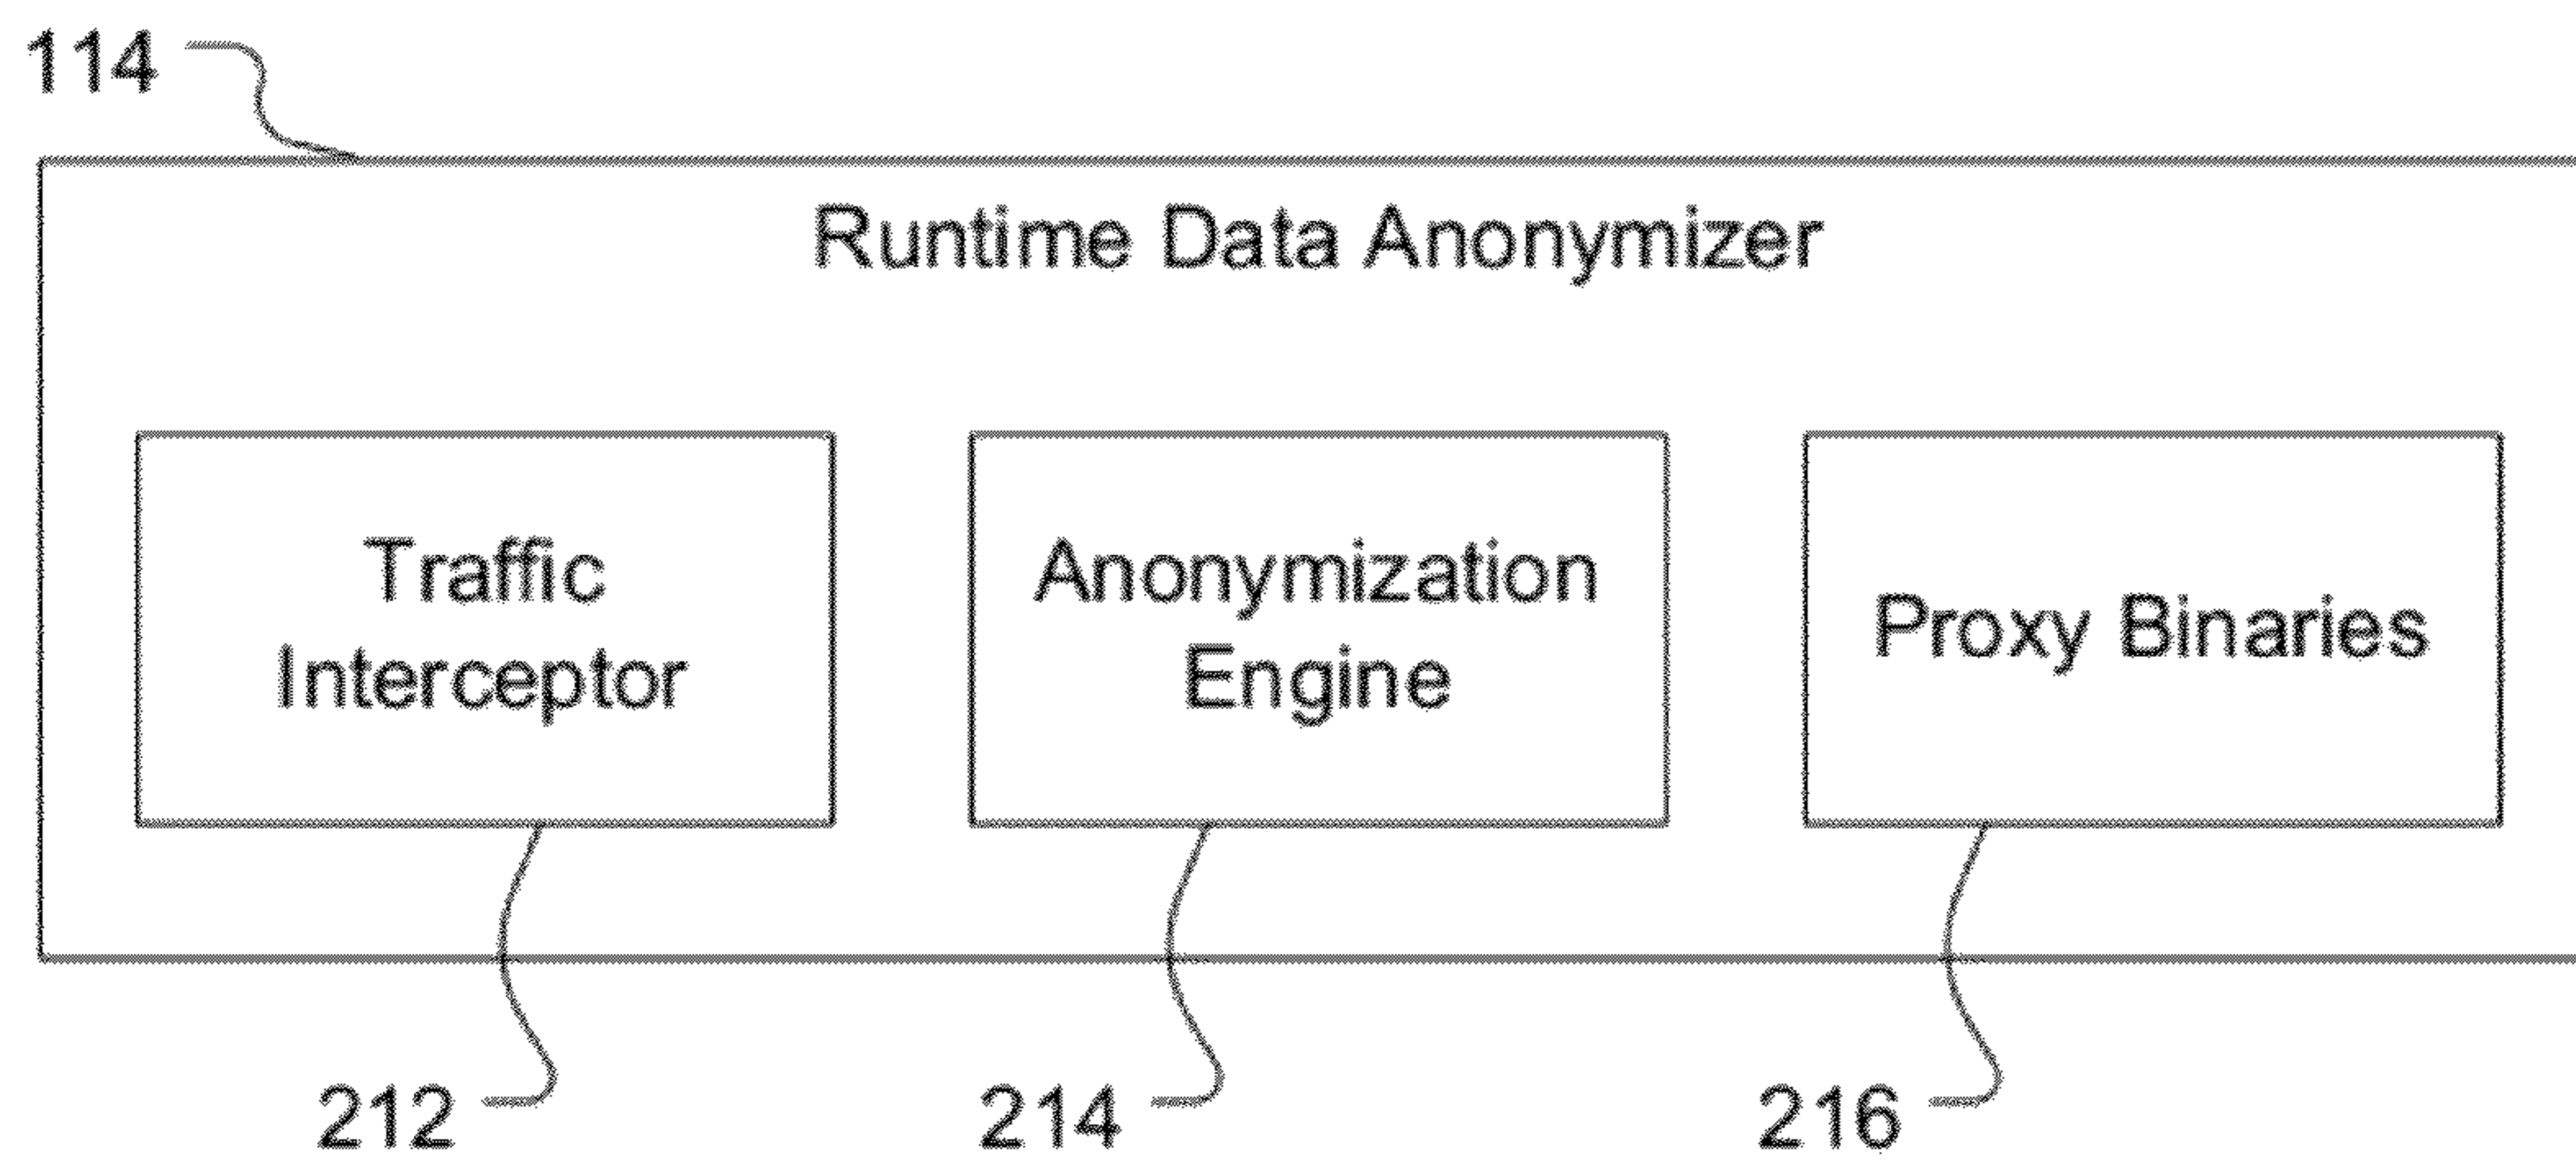 114
Runtime Data Anonymizer
Traffic
Interceptor
Anonymization
Engine
Proxy Binaries
212
214
216